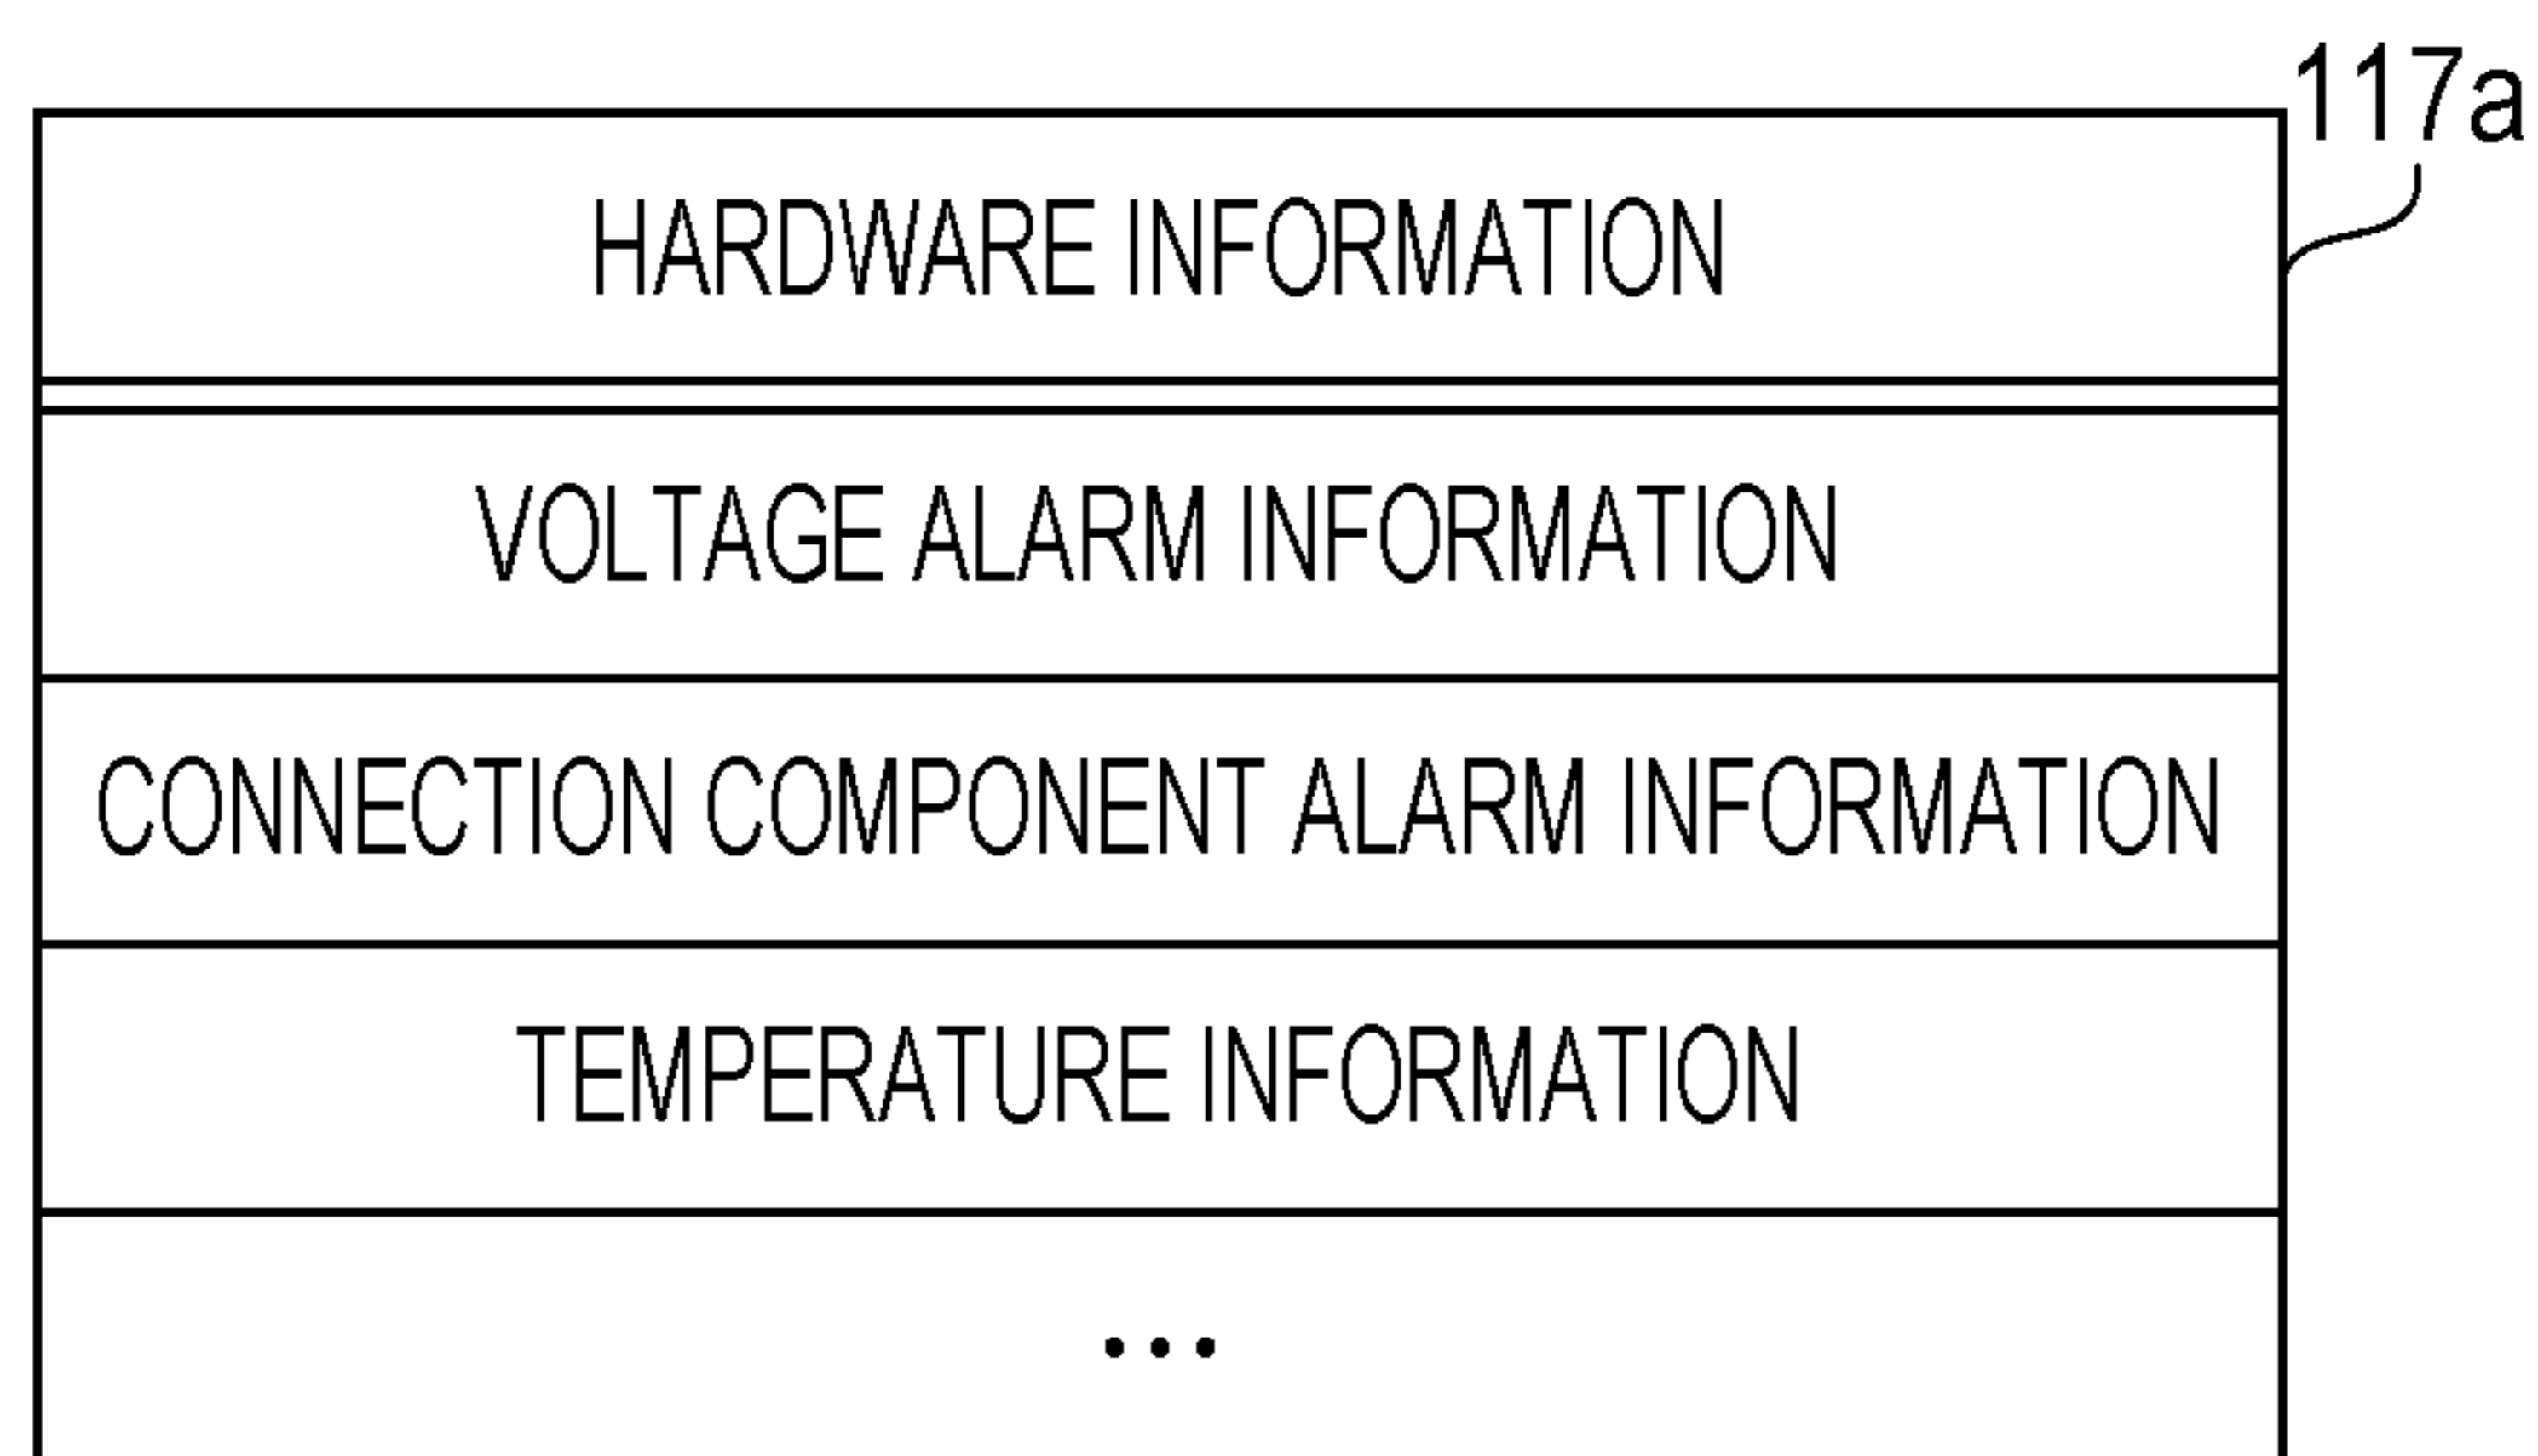 117a
HARDWARE INFORMATION
VOLTAGE ALARM INFORMATION
CONNECTION COMPONENT ALARM INFORMATION
TEMPERATURE INFORMATION
...